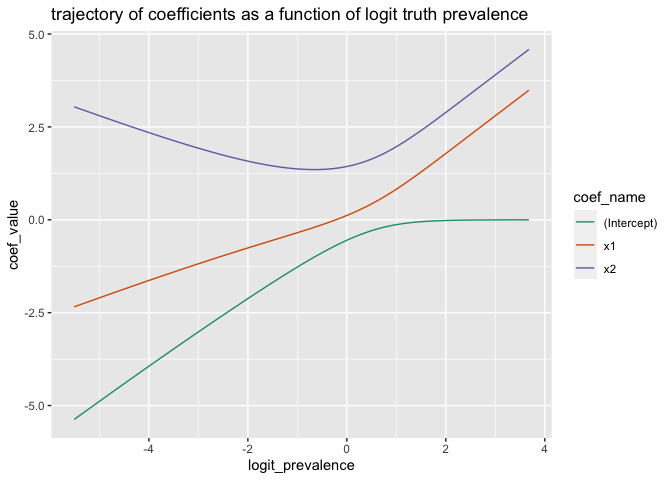 trajectory of coefficients as a function of logit truth prevalence
5.0
2.5
0.0
-2.5
-5.0
coef_value
-4
-2
0
2
4
logit_prevalence
coef_name
(Intercept)
x1
x2